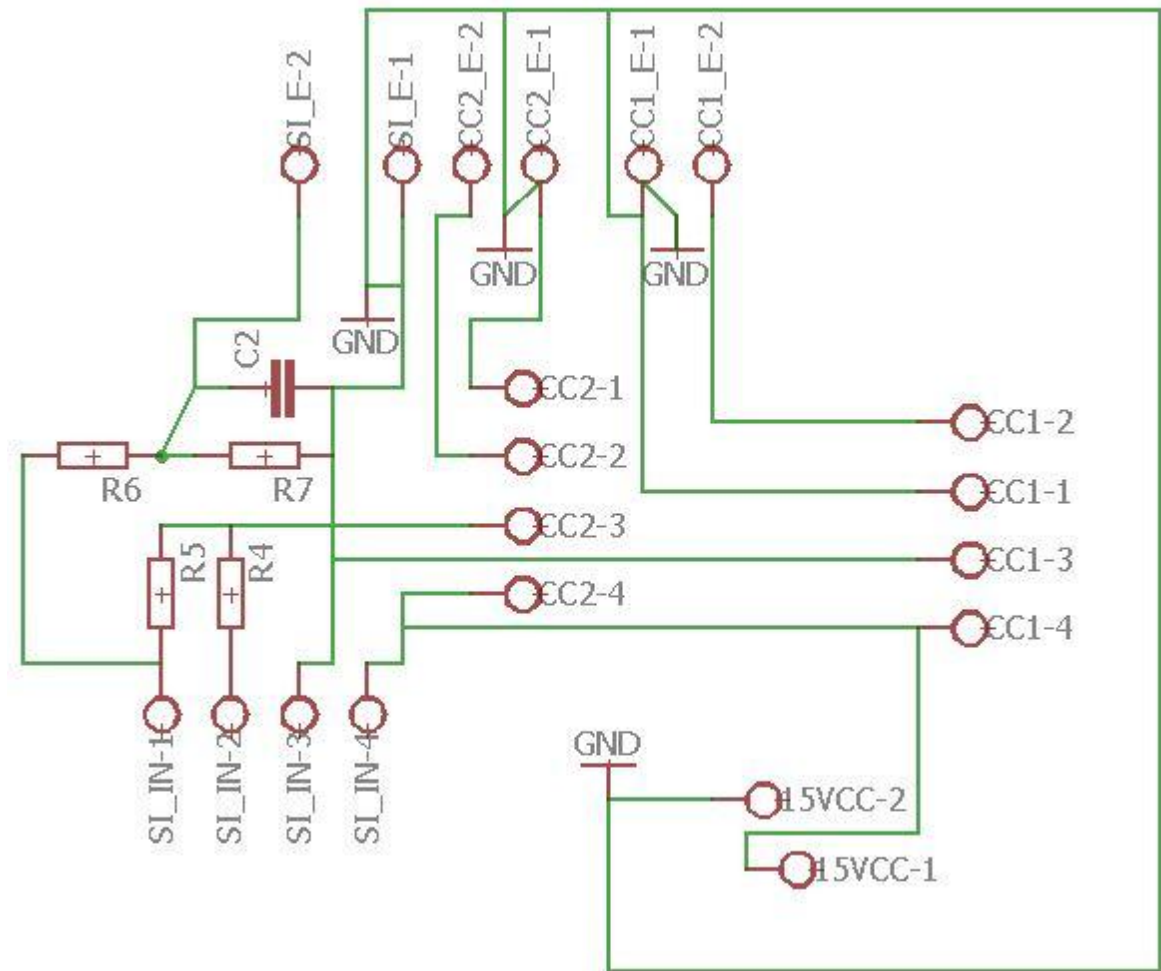 SI_E-2
SI_E-1
CC2_E-2
CC2_E-1
CC1_E-1
CC1_E-2
GND
GND
GND
C2
CC2-1
CC1-2
R6
R7
CC2-2
CC1-1
CC2-3
R5
R4
CC1-3
CC2-4
CC1-4
SI_IN-1
SI_IN-2
SI_IN-3
SI_IN-4
GND
15VCC-2
15VCC-1